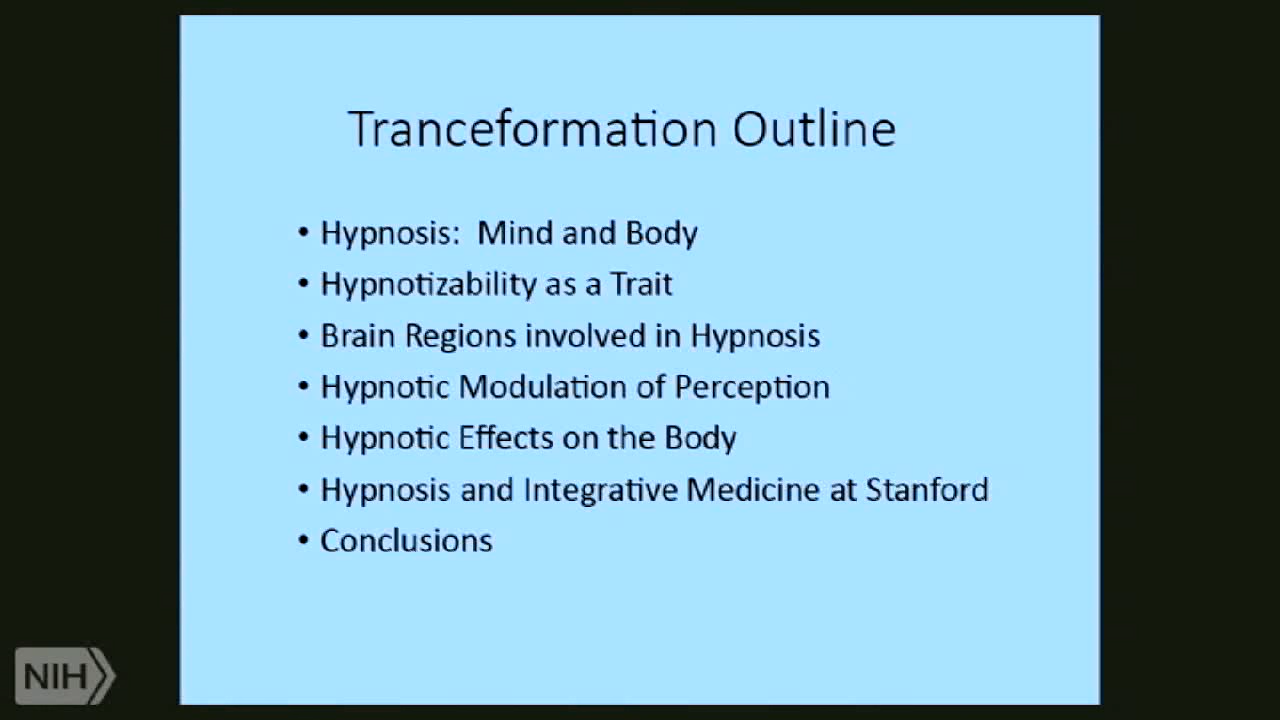 Tranceformation Outline
• Hypnosis:  Mind and Body
• Hypnotizability as a Trait
• Brain Regions involved in Hypnosis
• Hypnotic Modulation of Perception
• Hypnotic Effects on the Body
• Hypnosis and Integrative Medicine at Stanford
• Conclusions
NIH